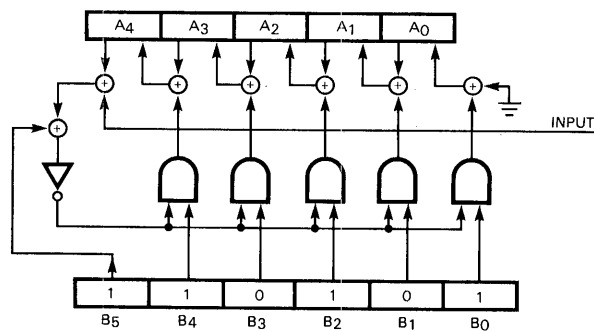 A4 A3 A2 A1 A0
+ + + + + +
+
INPUT
1 1 0 1 0 1
B5 B4 B3 B2 B1 B0